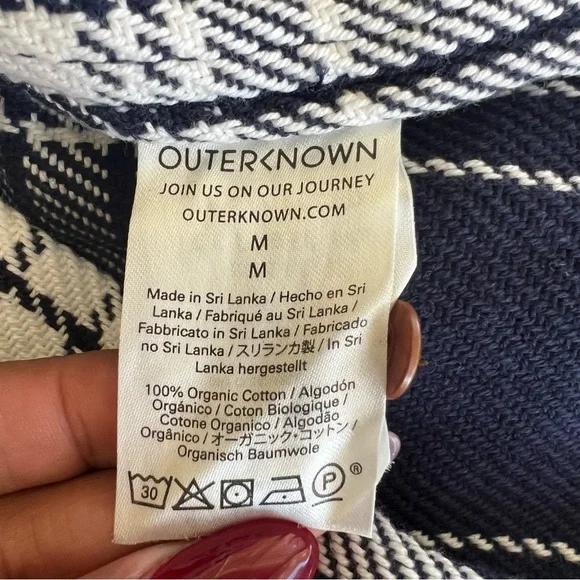 OUTERKNOWN
JOIN US ON OUR JOURNEY
OUTERKNOWN.COM
M
M
Made in Sri Lanka / Hecho en Sri
Lanka / Fabriqué au Sri Lanka /
Fabbricato in Sri Lanka / Fabricado
no Sri Lanka / スリランカ製 / In Sri
Lanka hergestellt
100% Organic Cotton / Algodón
Orgánico / Coton Biologique /
Cotone Organico / Algodão
Orgânico / オーガニック・コットン /
Organisch Baumwole
30 P ®